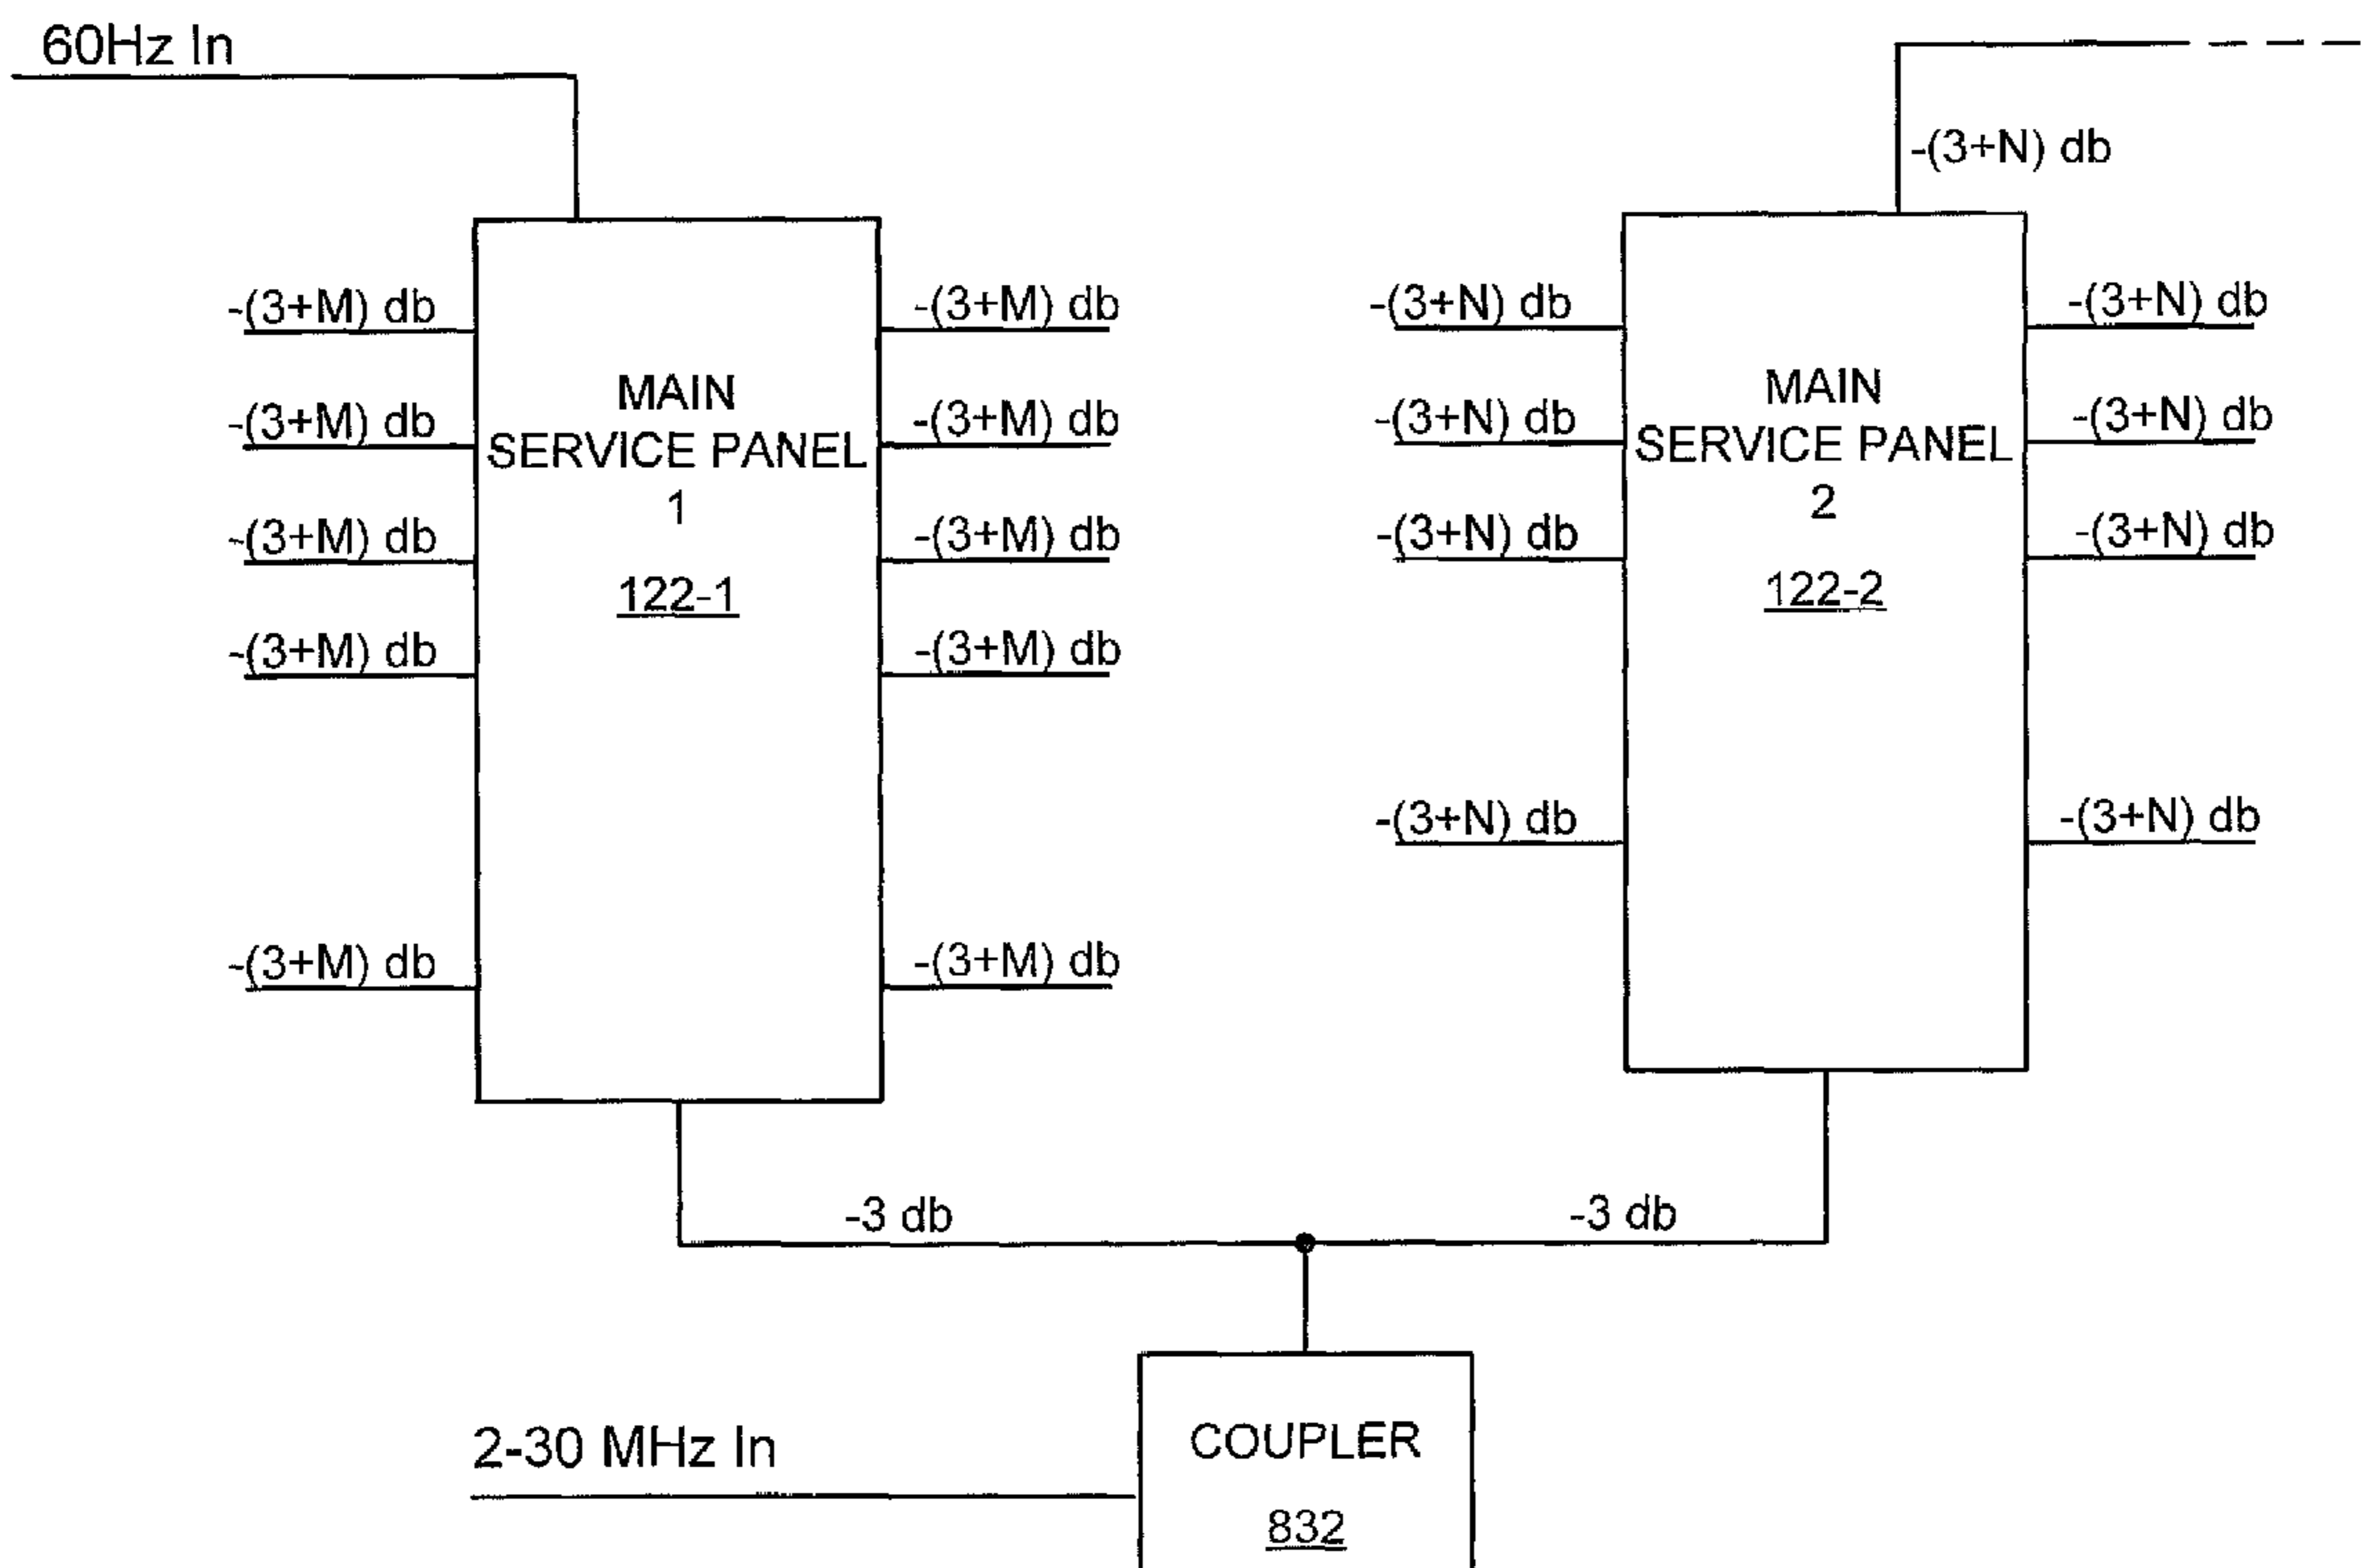 60Hz In
-(3+N) db
-(3+M) db
-(3+M) db
-(3+N) db
-(3+N) db
MAIN
SERVICE PANEL
1
122-1
MAIN
SERVICE PANEL
2
122-2
-(3+M) db
-(3+M) db
-(3+N) db
-(3+N) db
-(3+M) db
-(3+M) db
-(3+N) db
-(3+N) db
-(3+M) db
-(3+M) db
-(3+N) db
-(3+N) db
-(3+M) db
-(3+M) db
-3 db
-3 db
2-30 MHz In
COUPLER
832